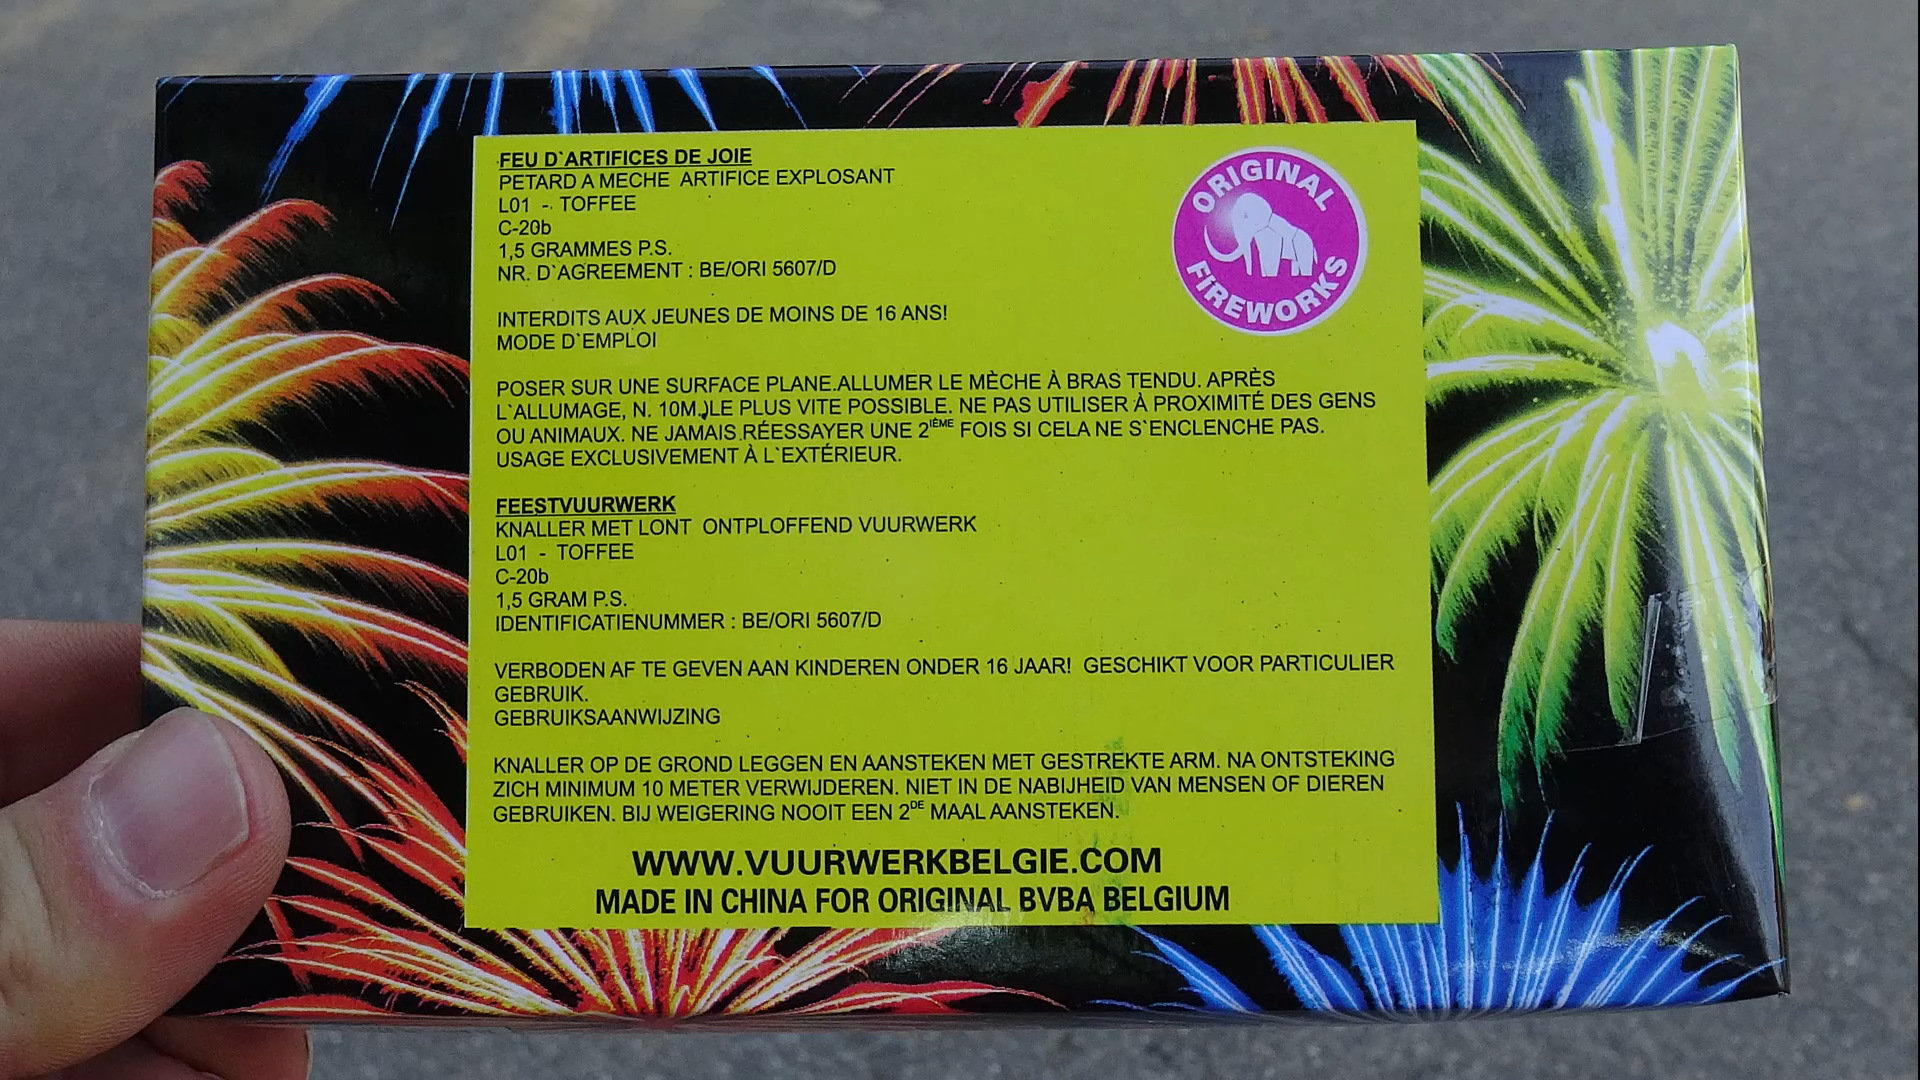 FEU D`ARTIFICES DE JOIE
PETARD A MECHE ARTIFICE EXPLOSANT
L01 - TOFFEE
C-20b
1,5 GRAMMES P.S.
NR. D`AGREEMENT : BE/ORI 5607/D
ORIGINAL
FIREWORKS
INTERDITS AUX JEUNES DE MOINS DE 16 ANS!
MODE D`EMPLOI
POSER SUR UNE SURFACE PLANE.ALLUMER LE MÈCHE À BRAS TENDU. APRÈS
L`ALLUMAGE, N. 10M.)LE PLUS VITE POSSIBLE. NE PAS UTILISER À PROXIMITÉ DES GENS
OU ANIMAUX. NE JAMAIS RÉESSAYER UNE 2IÈME FOIS SI CELA NE S`ENCLENCHE PAS.
USAGE EXCLUSIVEMENT À L`EXTÉRIEUR.
FEESTVUURWERK
KNALLER MET LONT ONTPLOFFEND VUURWERK
L01 - TOFFEE
C-20b
1,5 GRAM P.S.
IDENTIFICATIENUMMER : BE/ORI 5607/D
VERBODEN AF TE GEVEN AAN KINDEREN ONDER 16 JAAR! GESCHIKT VOOR PARTICULIER
GEBRUIK.
GEBRUIKSAANWIJZING
KNALLER OP DE GROND LEGGEN EN AANSTEKEN MET GESTREKTE ARM. NA ONTSTEKING
ZICH MINIMUM 10 METER VERWIJDEREN. NIET IN DE NABIJHEID VAN MENSEN OF DIEREN
GEBRUIKEN. BIJ WEIGERING NOOIT EEN 2DE MAAL AANSTEKEN.
WWW.VUURWERKBELGIE.COM
MADE IN CHINA FOR ORIGINAL BVBA BELGIUM